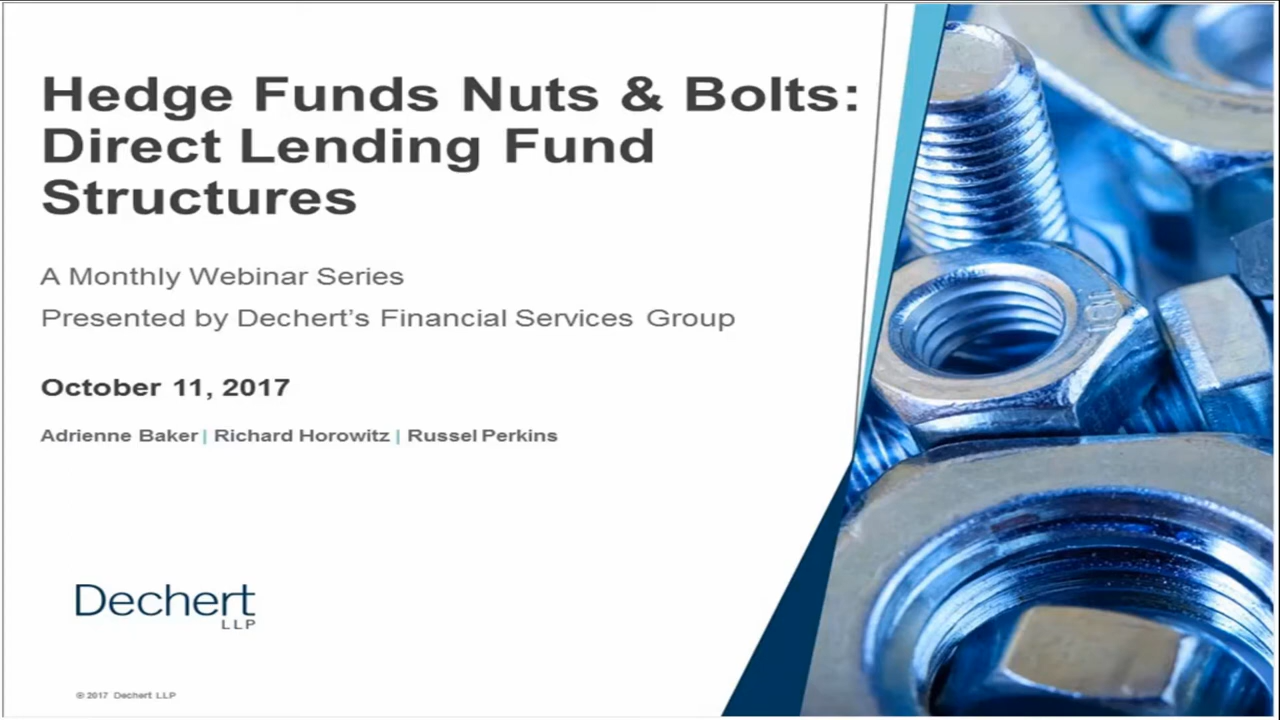 Hedge Funds Nuts & Bolts:
Direct Lending Fund
Structures
A Monthly Webinar Series
Presented by Dechert’s Financial Services Group
October 11, 2017
Adrienne Baker | Richard Horowitz | Russel Perkins
Dechert
LLP
© 2017 Dechert LLP